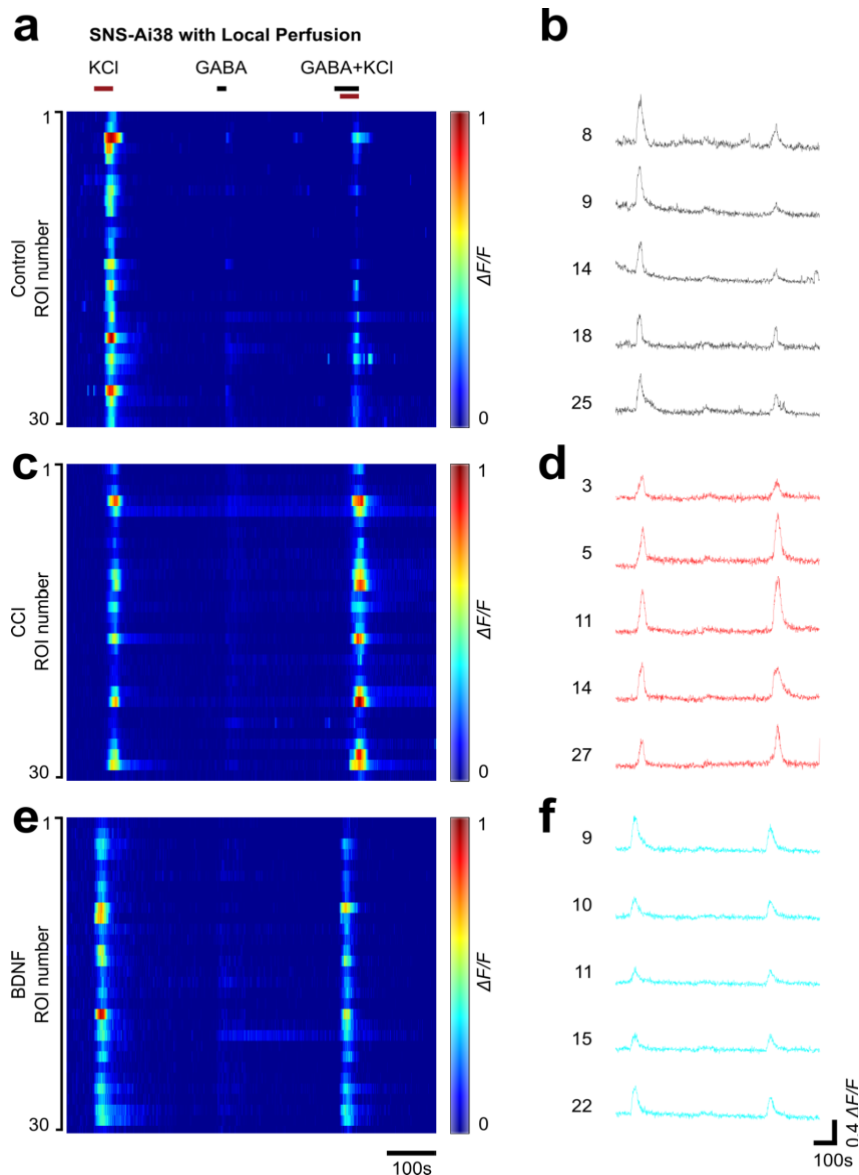 a
SNS-Ai38 with Local Perfusion
KCl GABA GABA+KCl
1
Control
ROI number
30
1
ΔF/F
0
b
8
9
14
18
25
c
1
CCI
ROI number
30
1
ΔF/F
0
d
3
5
11
14
27
e
1
BDNF
ROI number
30
1
ΔF/F
0
100s
f
9
10
11
15
22
0.4 ΔF/F
100s